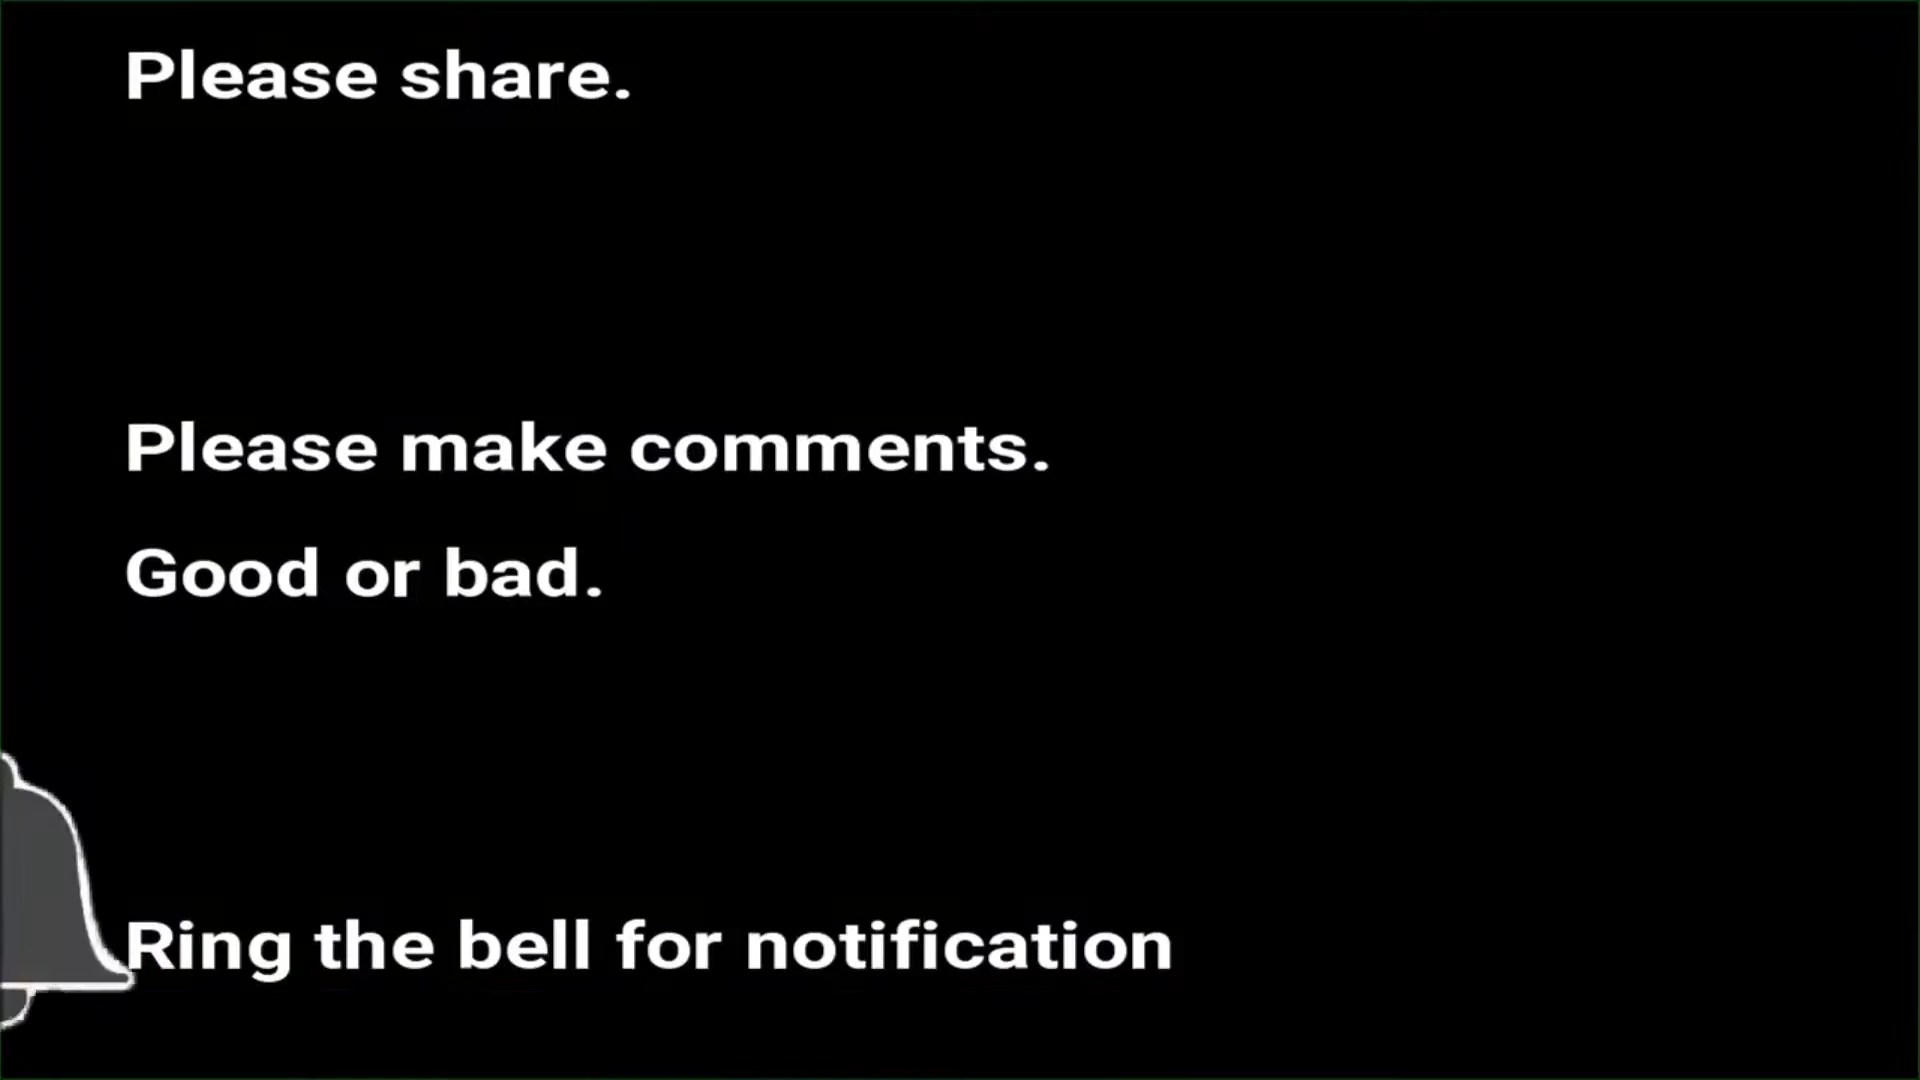 Please share.
Please make comments.
Good or bad.
Ring the bell for notification